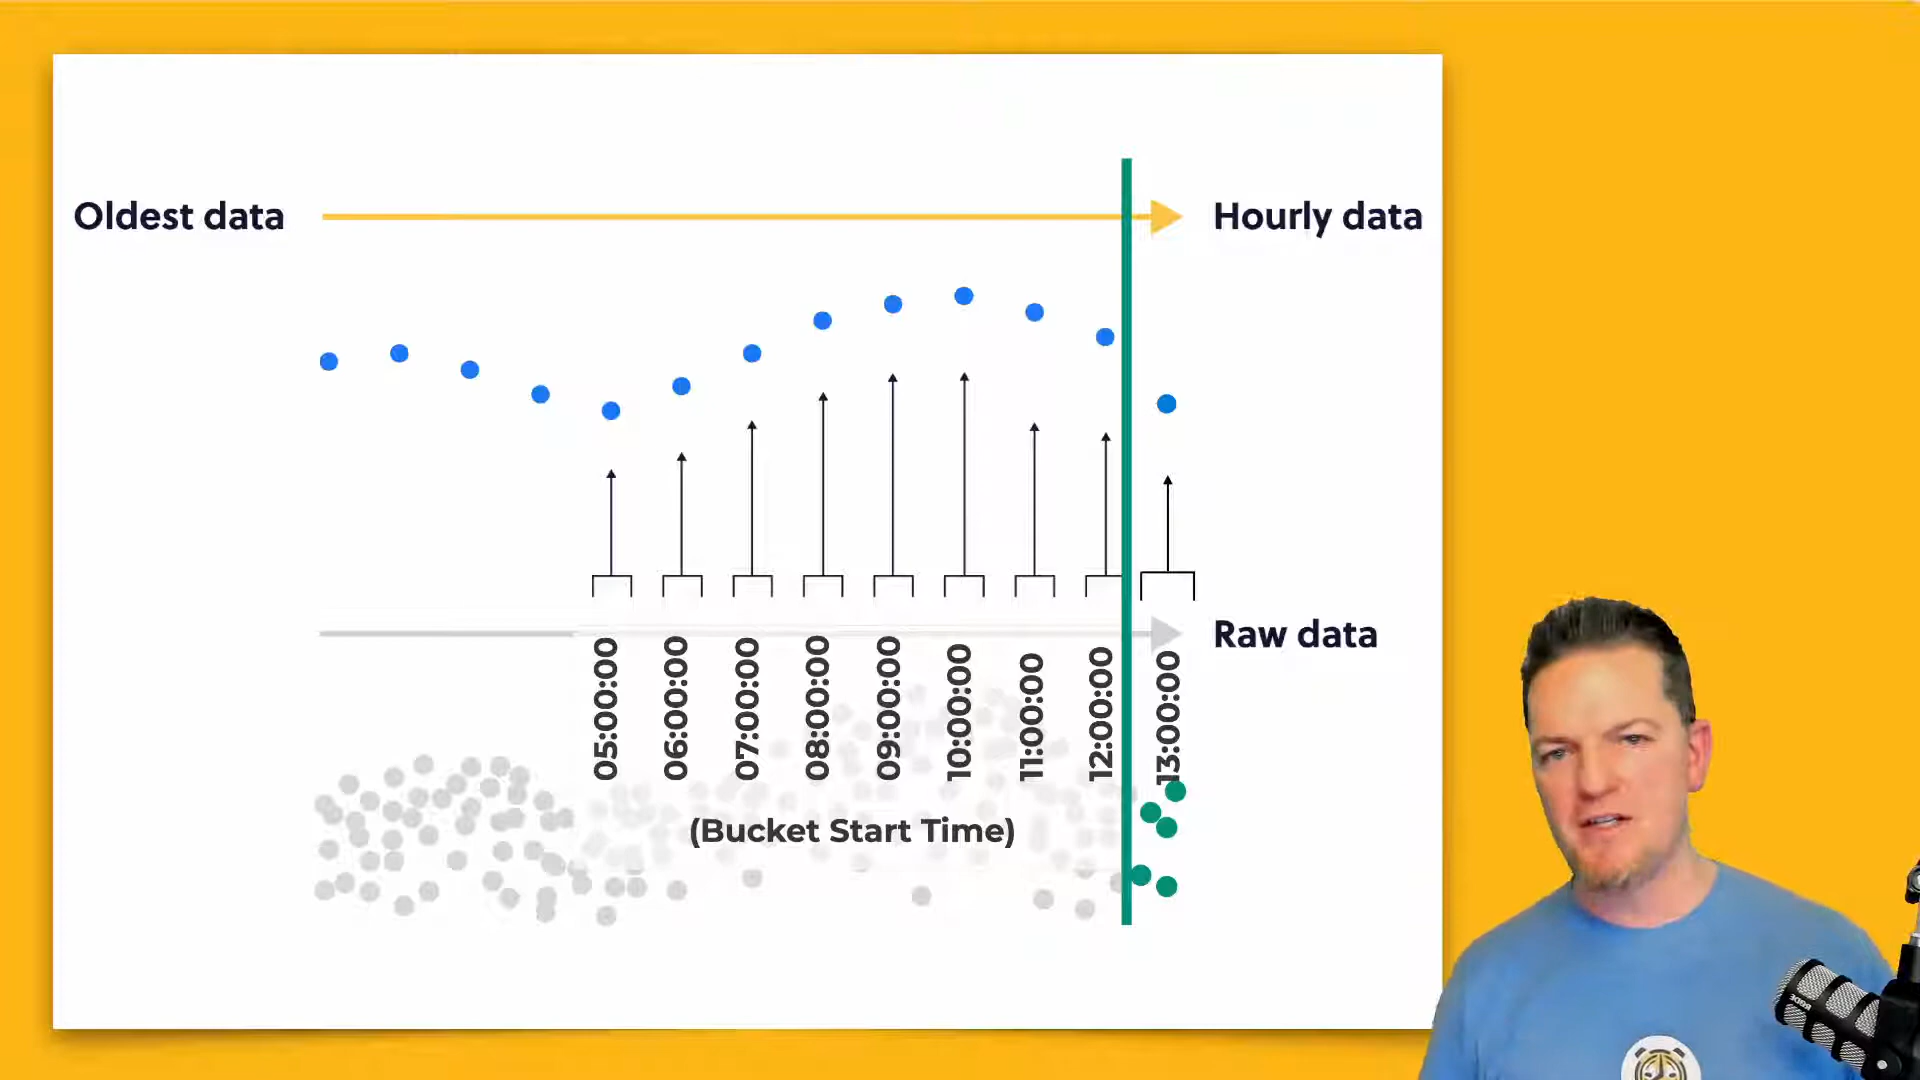 Oldest data
Hourly data
Raw data
05:00:00
06:00:00
07:00:00
08:00:00
09:00:00
10:00:00
11:00:00
12:00:00
13:00:00
(Bucket Start Time)
RODE